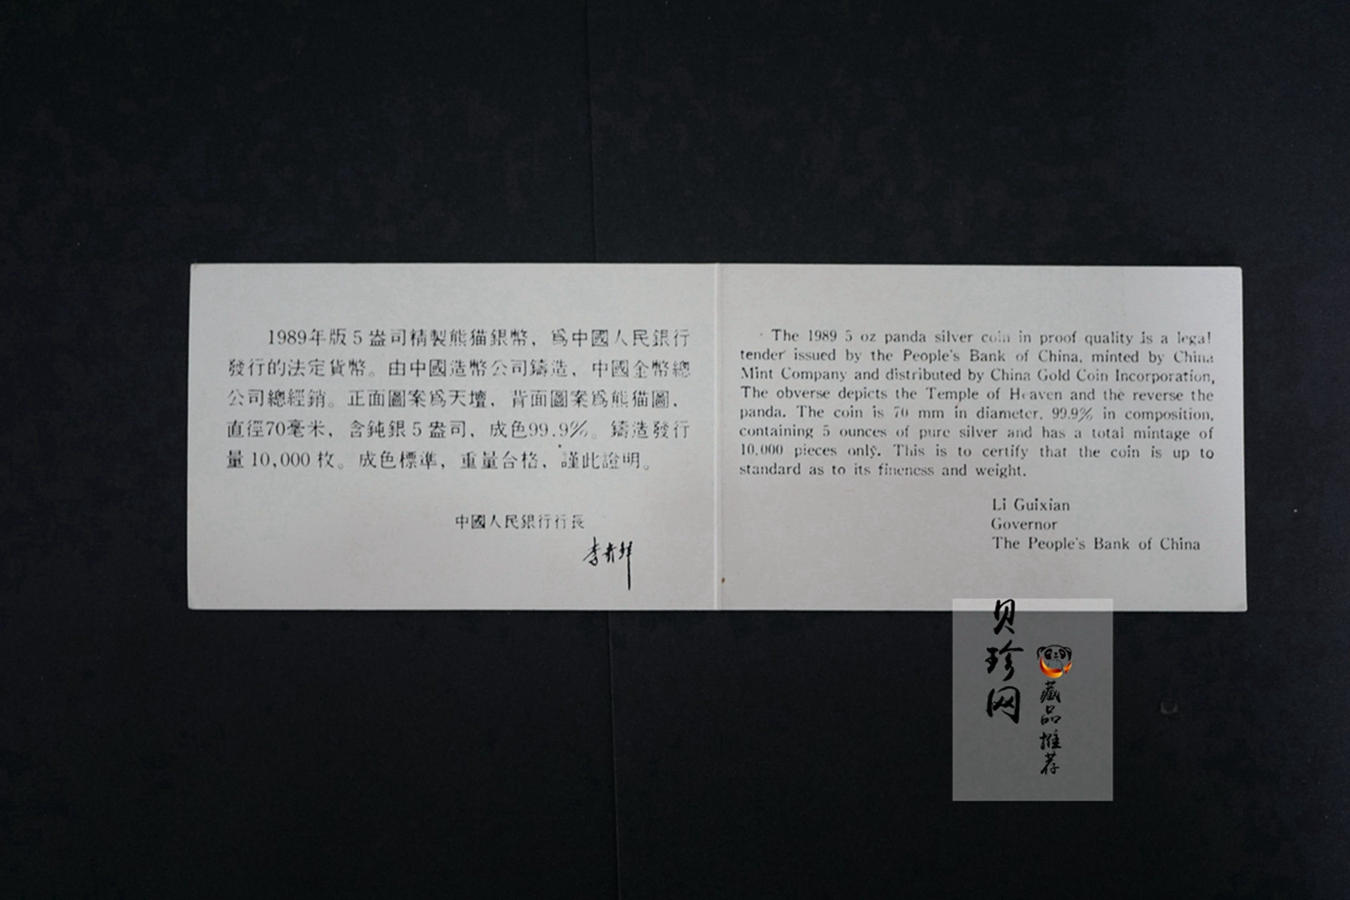 1989年版5盎司精製熊猫銀幣，爲中國人民銀行
發行的法定貨幣。由中國造幣公司鑄造，中國金幣總
公司總經銷。正面圖案爲天壇，背面圖案爲熊猫圖，
直徑70毫米，含純銀5盎司，成色99.9%。鑄造發行
量10,000枚。成色標準，重量合格，謹此證明。
中國人民銀行行長
李貴鮮
The 1989 5 oz panda silver coin in proof quality is a legal
tender issued by the People's Bank of China, minted by China
Mint Company and distributed by China Gold Coin Incorporation,
The obverse depicts the Temple of Heaven and the reverse the
panda. The coin is 70 mm in diameter, 99.9% in composition,
containing 5 ounces of pure silver and has a total mintage of
10,000 pieces only. This is to certify that the coin is up to
standard as to its fineness and weight.
Li Guixian
Governor
The People's Bank of China
贝珍网
藏品推荐